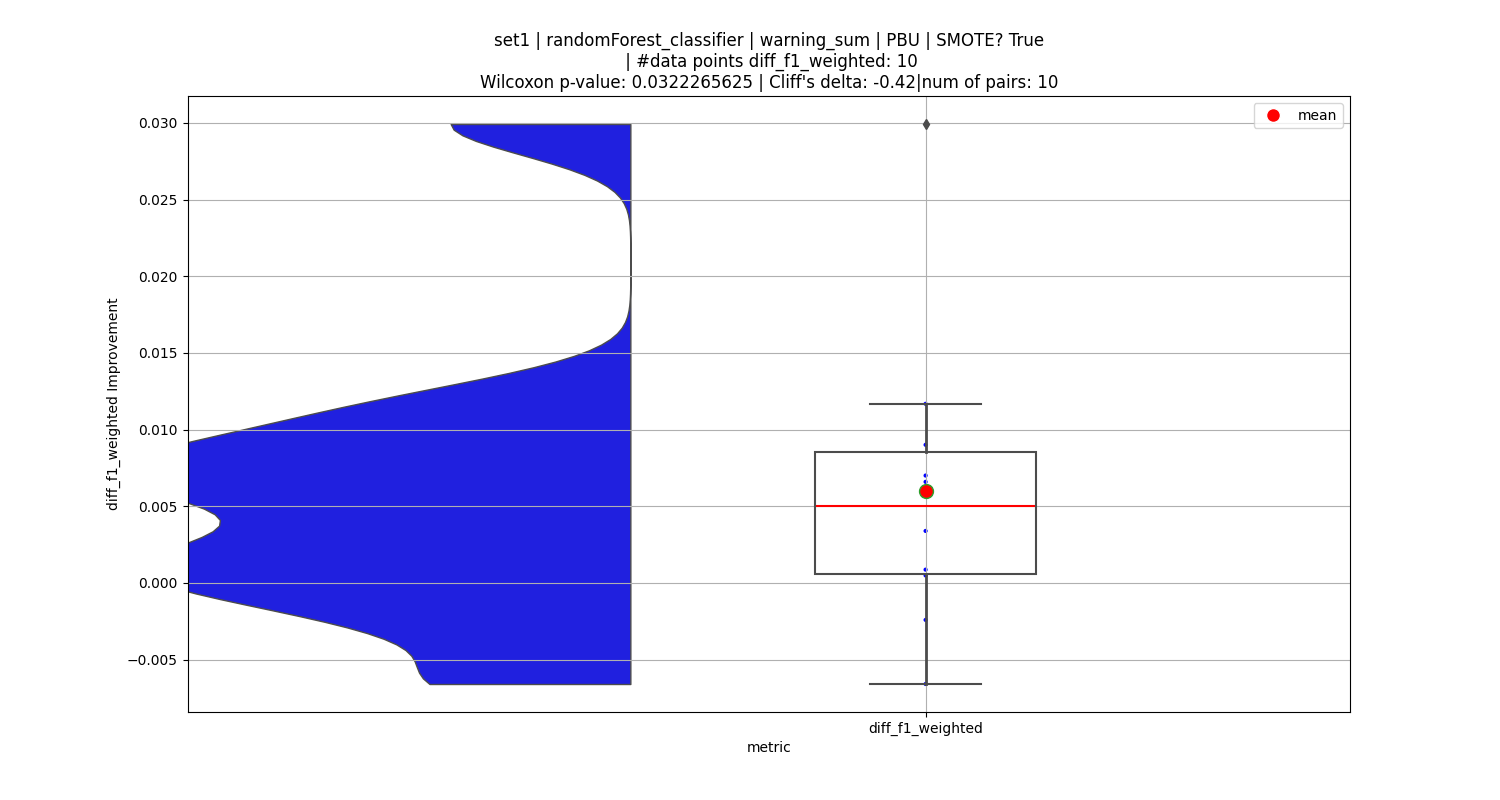 set1 | randomForest_classifier | warning_sum | PBU | SMOTE? True
| #data points diff_f1_weighted: 10
Wilcoxon p-value: 0.0322265625 | Cliff's delta: -0.42|num of pairs: 10
mean
0.030
0.025
0.020
0.015
0.010
0.005
0.000
−0.005
diff_f1_weighted Improvement
diff_f1_weighted
metric